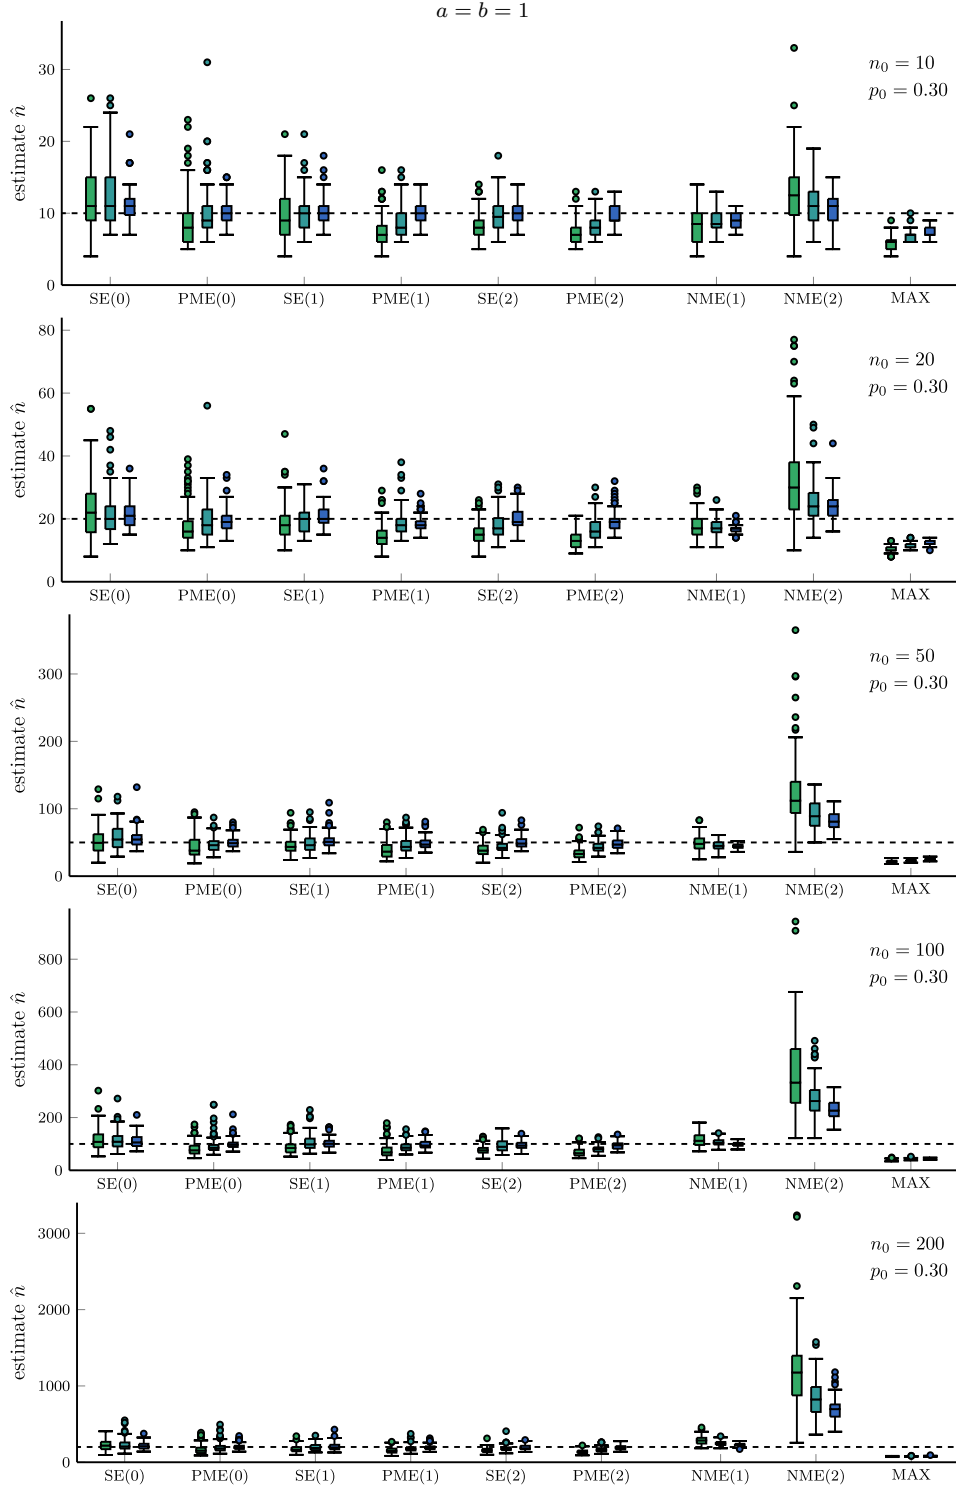 a = b = 1
n₀ = 10
p₀ = 0.30
estimate n̂
30
20
10
0
SE(0) PME(0) SE(1) PME(1) SE(2) PME(2) NME(1) NME(2) MAX
n₀ = 20
p₀ = 0.30
estimate n̂
80
60
40
20
0
SE(0) PME(0) SE(1) PME(1) SE(2) PME(2) NME(1) NME(2) MAX
n₀ = 50
p₀ = 0.30
estimate n̂
300
200
100
0
SE(0) PME(0) SE(1) PME(1) SE(2) PME(2) NME(1) NME(2) MAX
n₀ = 100
p₀ = 0.30
estimate n̂
800
600
400
200
0
SE(0) PME(0) SE(1) PME(1) SE(2) PME(2) NME(1) NME(2) MAX
n₀ = 200
p₀ = 0.30
estimate n̂
3000
2000
1000
0
SE(0) PME(0) SE(1) PME(1) SE(2) PME(2) NME(1) NME(2) MAX